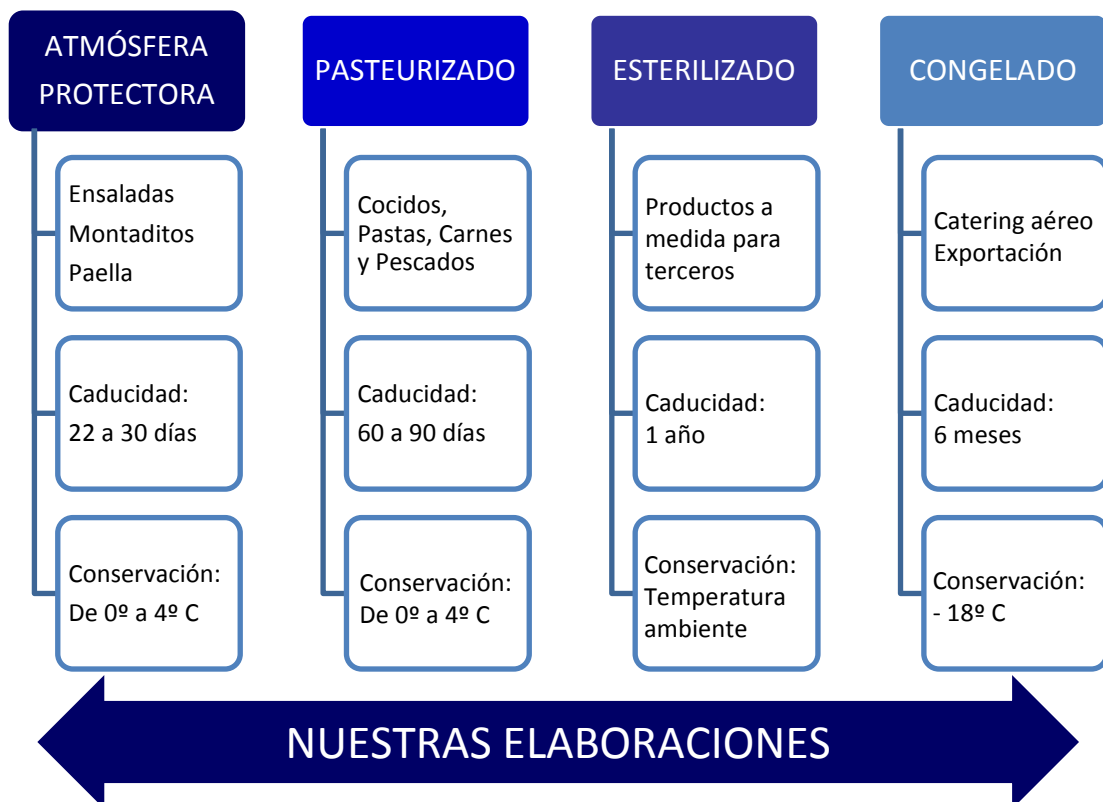 ATMÓSFERA
PROTECTORA
Ensaladas
Montaditos
Paella
Caducidad:
22 a 30 días
Conservación:
De 0º a 4º C
PASTEURIZADO
Cocidos,
Pastas, Carnes
y Pescados
Caducidad:
60 a 90 días
Conservación:
De 0º a 4º C
ESTERILIZADO
Productos a
medida para
terceros
Caducidad:
1 año
Conservación:
Temperatura
ambiente
CONGELADO
Catering aéreo
Exportación
Caducidad:
6 meses
Conservación:
- 18º C
NUESTRAS ELABORACIONES